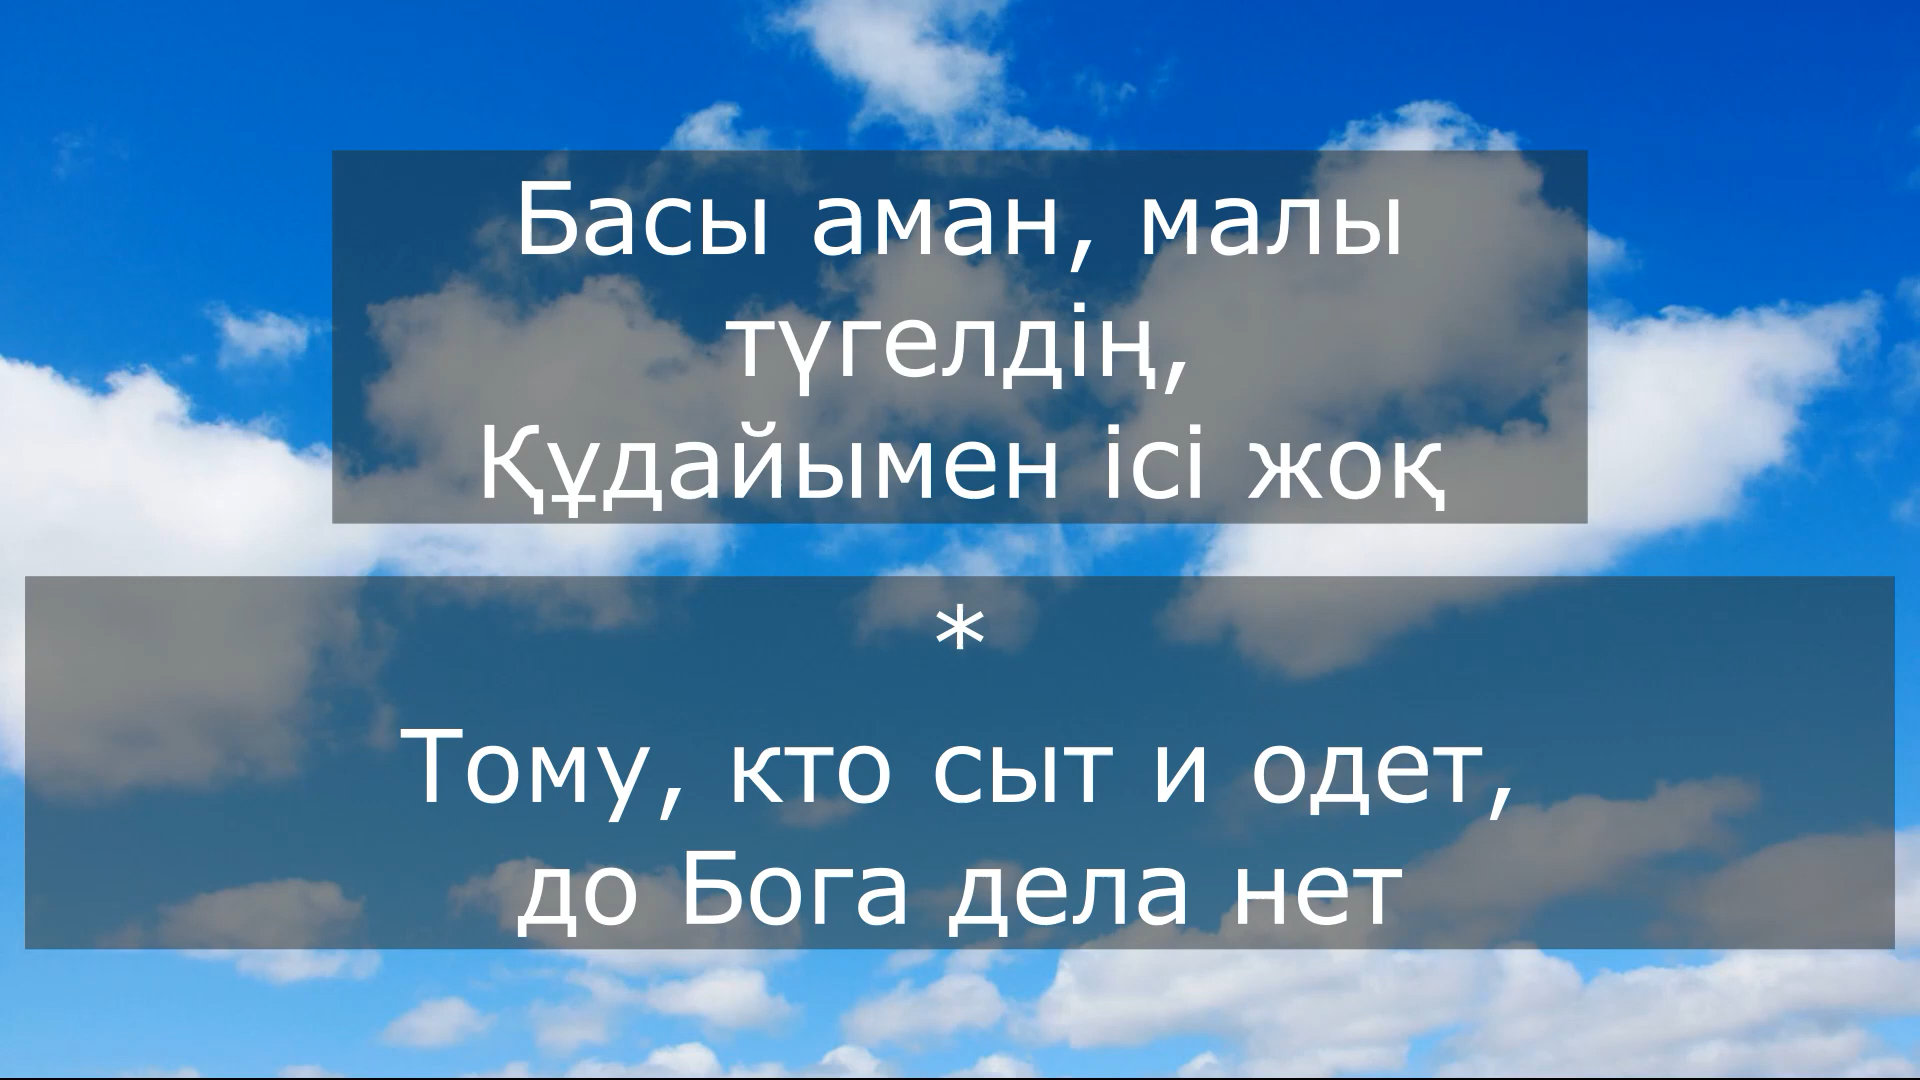 Басы аман, малы
түгелдің,
Құдайымен ісі жоқ
*
Тому, кто сыт и одет,
до Бога дела нет